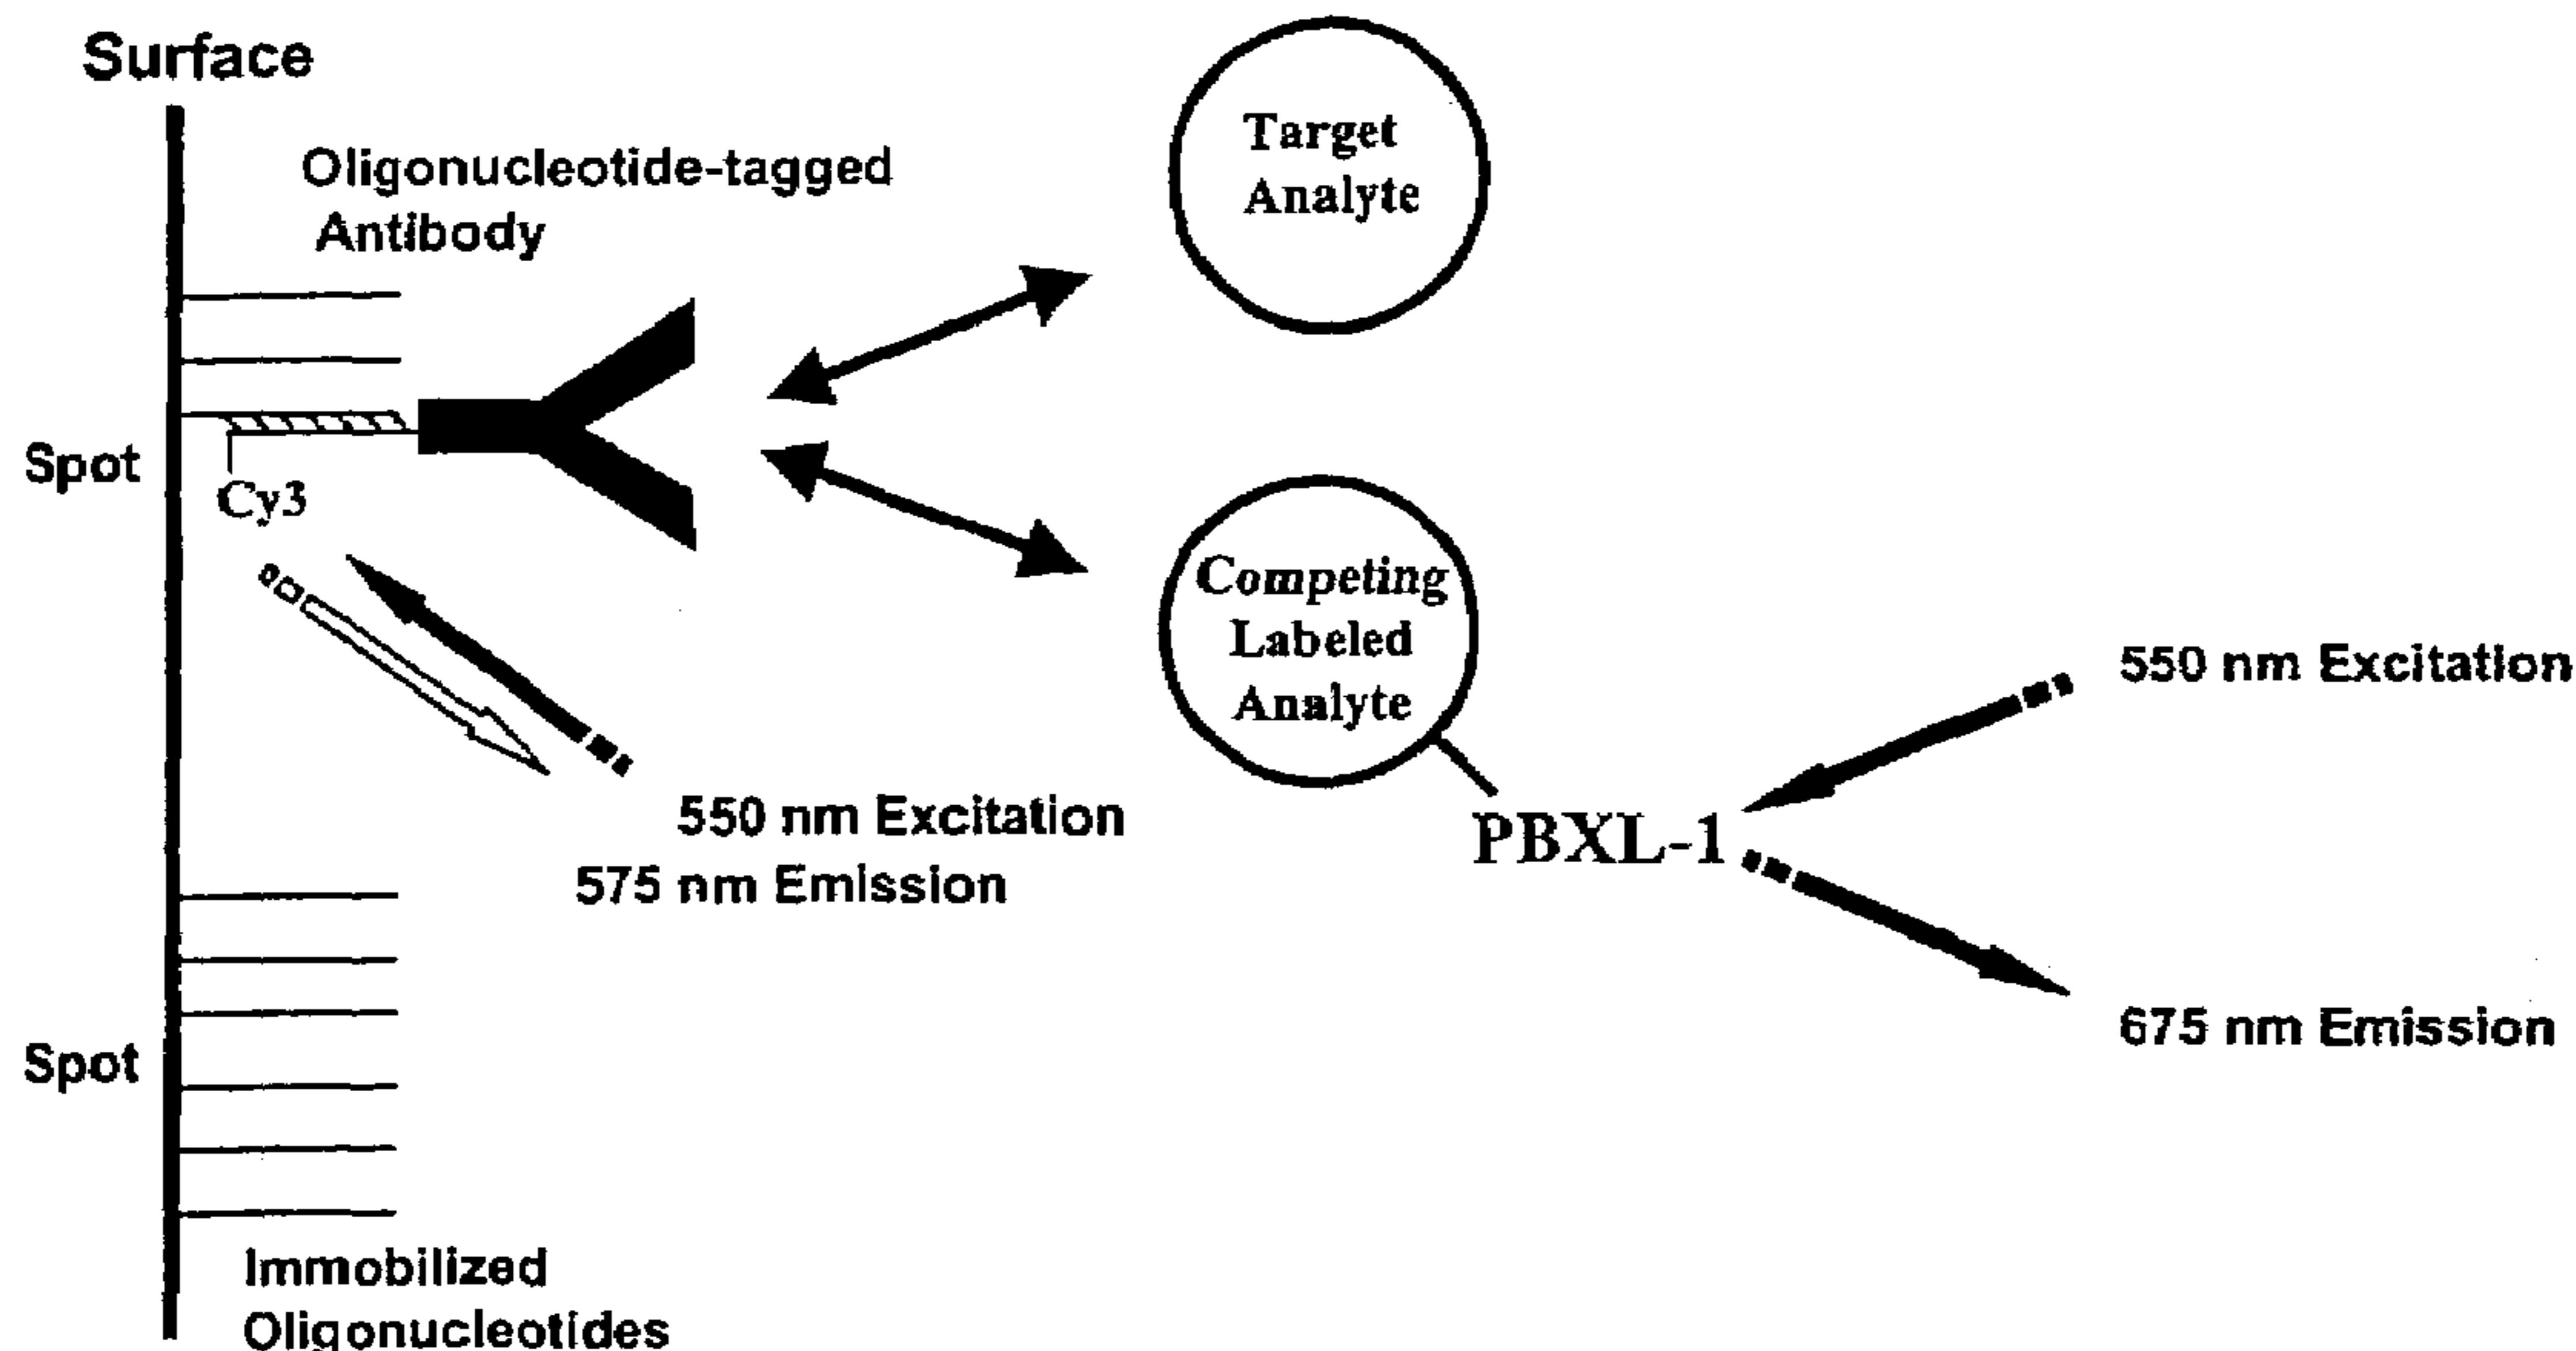 Surface
Oligonucleotide-tagged
Antibody
Target
Analyte
Spot
Cy3
Competing
Labeled
Analyte
550 nm Excitation
550 nm Excitation
575 nm Emission
PBXL-1
675 nm Emission
Spot
Immobilized
Oligonucleotides